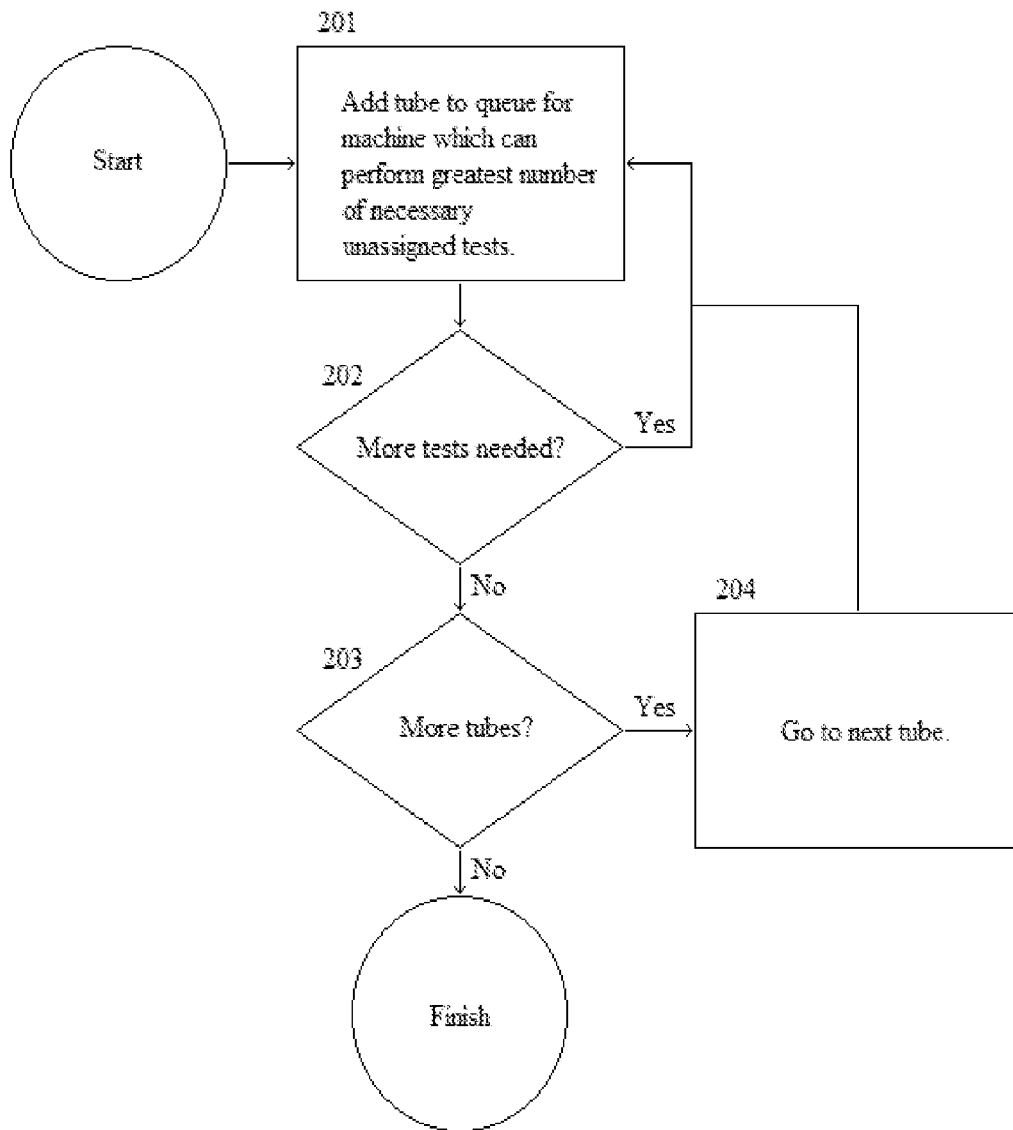 201
Start
Add tube to queue for
machine which can
perform greatest number
of necessary
unassigned tests.
202
More tests needed?
Yes
No
203
More tubes?
Yes
204
Go to next tube.
No
Finish